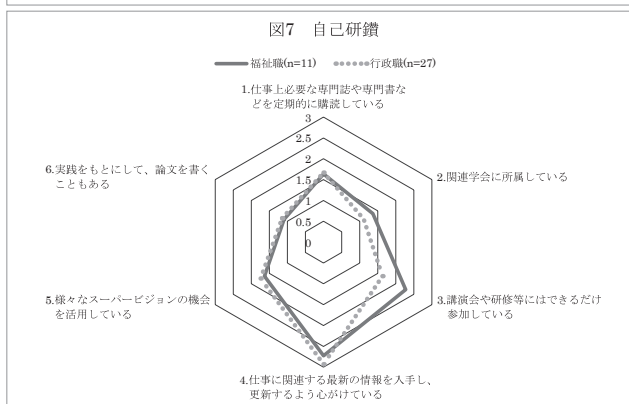 図7　自己研鑽
福祉職(n=11)　行政職(n=27)
1.仕事上必要な専門誌や専門書な
どを定期的に購読している
3
2.5
2
1.5
1
0.5
0
2.関連学会に所属している
3.講演会や研修等にはできるだけ
参加している
4.仕事に関連する最新の情報を入手し、
更新するよう心がけている
5.様々なスーパービジョンの機会
を活用している
6.実践をもとにして、論文を書く
こともある